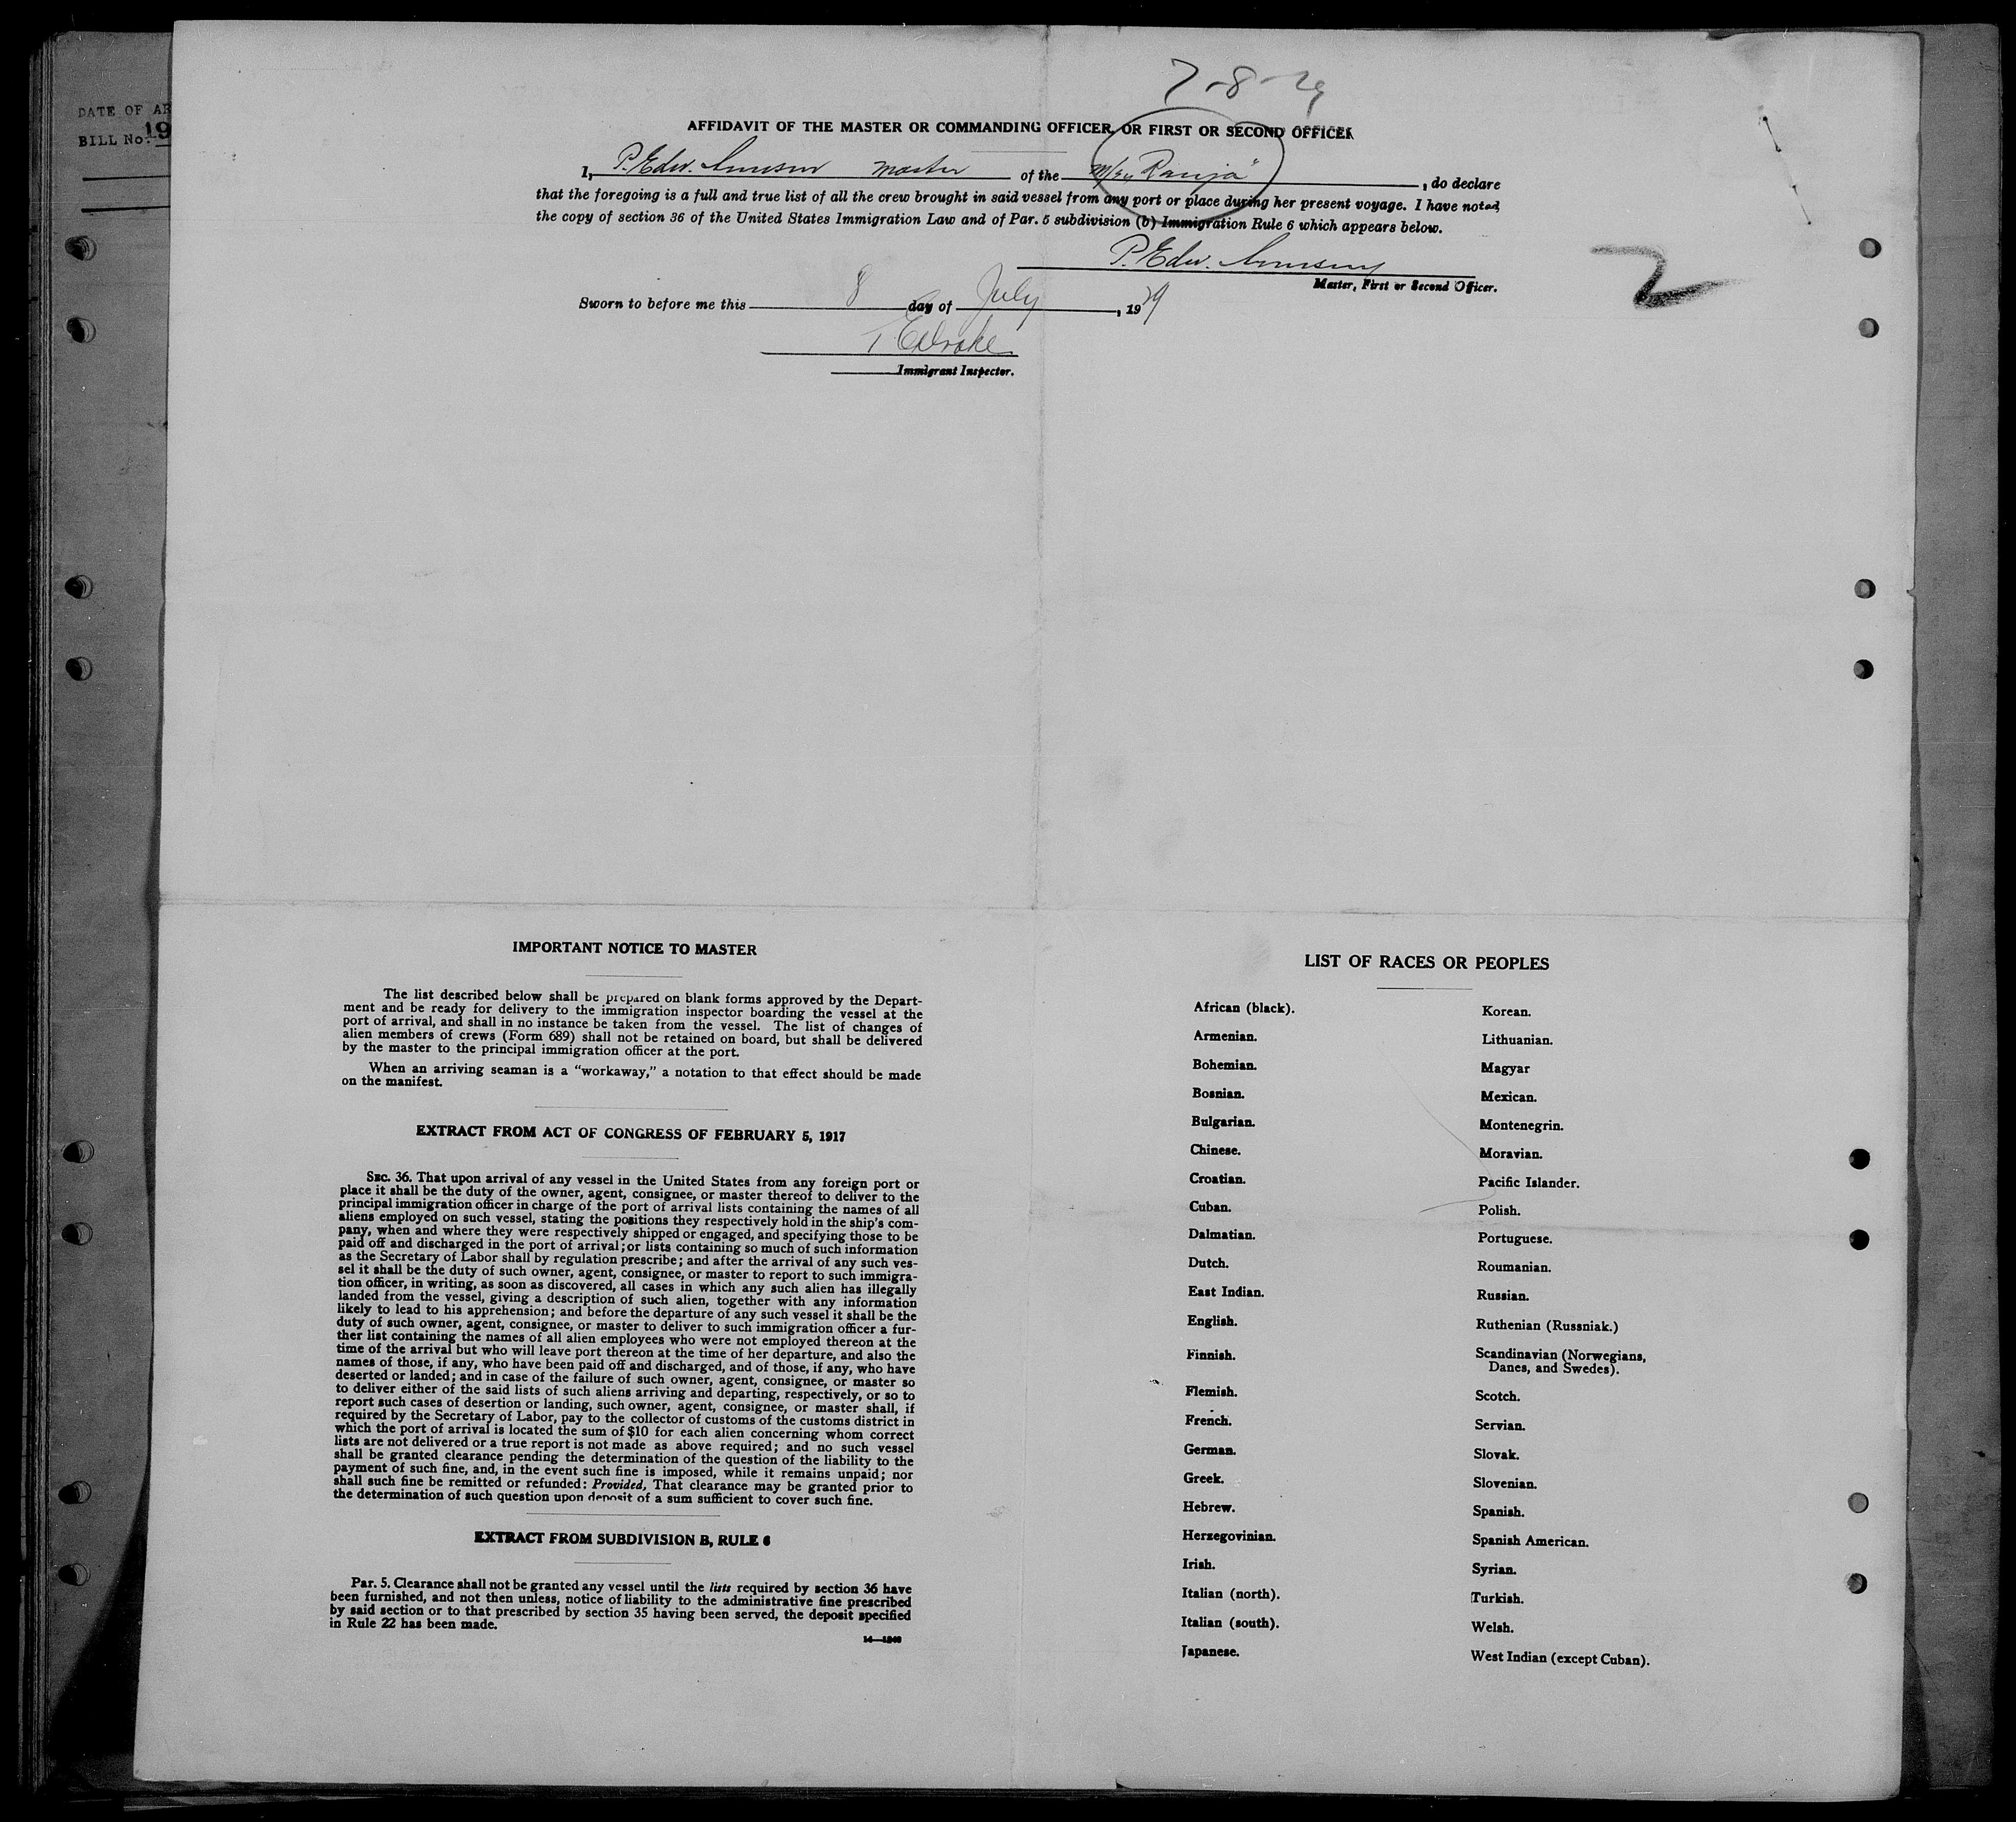 DATE OF AR
BILL No. 19
7-8-29
AFFIDAVIT OF THE MASTER OR COMMANDING OFFICER, OR FIRST OR SECOND OFFICER
I, P. Edw. master of the M/S „Ranja“, do declare
that the foregoing is a full and true list of all the crew brought in said vessel from any port or place during her present voyage. I have noted
the copy of section 36 of the United States Immigration Law and of Par. 5 subdivision (b) Immigration Rule 6 which appears below.
P. Edw.
Master, First or Second Officer.
2
Sworn to before me this 8 day of July, 1929
Immigrant Inspector.
IMPORTANT NOTICE TO MASTER
The list described below shall be prepared on blank forms approved by the Depart-
ment and be ready for delivery to the immigration inspector boarding the vessel at the
port of arrival, and shall in no instance be taken from the vessel. The list of changes of
alien members of crews (Form 689) shall not be retained on board, but shall be delivered
by the master to the principal immigration officer at the port.
When an arriving seaman is a "workaway," a notation to that effect should be made
on the manifest.
EXTRACT FROM ACT OF CONGRESS OF FEBRUARY 5, 1917
SEC. 36. That upon arrival of any vessel in the United States from any foreign port or
place it shall be the duty of the owner, agent, consignee, or master thereof to deliver to the
principal immigration officer in charge of the port of arrival lists containing the names of all
aliens employed on such vessel, stating the positions they respectively hold in the ship's com-
pany, when and where they were respectively shipped or engaged, and specifying those to be
paid off and discharged in the port of arrival; or lists containing so much of such information
as the Secretary of Labor shall by regulation prescribe; and after the arrival of any such ves-
sel it shall be the duty of such owner, agent, consignee, or master to report to such immigra-
tion officer, in writing, as soon as discovered, all cases in which any such alien has illegally
landed from the vessel, giving a description of such alien, together with any information
likely to lead to his apprehension; and before the departure of any such vessel it shall be the
duty of such owner, agent, consignee, or master to deliver to such immigration officer a fur-
ther list containing the names of all alien employees who were not employed thereon at the
time of the arrival but who will leave port thereon at the time of her departure, and also the
names of those, if any, who have been paid off and discharged, and of those, if any, who have
deserted or landed; and in case of the failure of such owner, agent, consignee, or master so
to deliver either of the said lists of such aliens arriving and departing, respectively, or so to
report such cases of desertion or landing, such owner, agent, consignee, or master shall, if
required by the Secretary of Labor, pay to the collector of customs of the customs district in
which the port of arrival is located the sum of $10 for each alien concerning whom correct
lists are not delivered or a true report is not made as above required; and no such vessel
shall be granted clearance pending the determination of the question of the liability to the
payment of such fine, and, in the event such fine is imposed, while it remains unpaid; nor
shall such fine be remitted or refunded: Provided, That clearance may be granted prior to
the determination of such question upon deposit of a sum sufficient to cover such fine.
EXTRACT FROM SUBDIVISION B, RULE 6
Par. 5. Clearance shall not be granted any vessel until the lists required by section 36 have
been furnished, and not then unless, notice of liability to the administrative fine prescribed
by said section or to that prescribed by section 35 having been served, the deposit specified
in Rule 22 has been made.
LIST OF RACES OR PEOPLES
African (black).
Armenian.
Bohemian.
Bosnian.
Bulgarian.
Chinese.
Croatian.
Cuban.
Dalmatian.
Dutch.
East Indian.
English.
Finnish.
Flemish.
French.
German.
Greek.
Hebrew.
Herzegovinian.
Irish.
Italian (north).
Italian (south).
Japanese.
Korean.
Lithuanian.
Magyar
Mexican.
Montenegrin.
Moravian.
Pacific Islander.
Polish.
Portuguese.
Roumanian.
Russian.
Ruthenian (Russniak.)
Scandinavian (Norwegians,
Danes, and Swedes).
Scotch.
Servian.
Slovak.
Slovenian.
Spanish.
Spanish American.
Syrian.
Turkish.
Welsh.
West Indian (except Cuban).